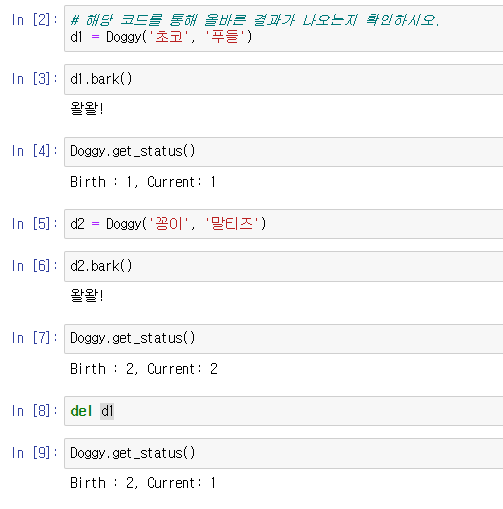 In [2]: # 해당 코드를 통해 올바른 결과가 나오는지 확인하시오.
d1 = Doggy('초코', '푸들')
In [3]: d1.bark()
왈왈!
In [4]: Doggy.get_status()
Birth : 1, Current: 1
In [5]: d2 = Doggy('꽁이', '말티즈')
In [6]: d2.bark()
왈왈!
In [7]: Doggy.get_status()
Birth : 2, Current: 2
In [8]: del d1
In [9]: Doggy.get_status()
Birth : 2, Current: 1